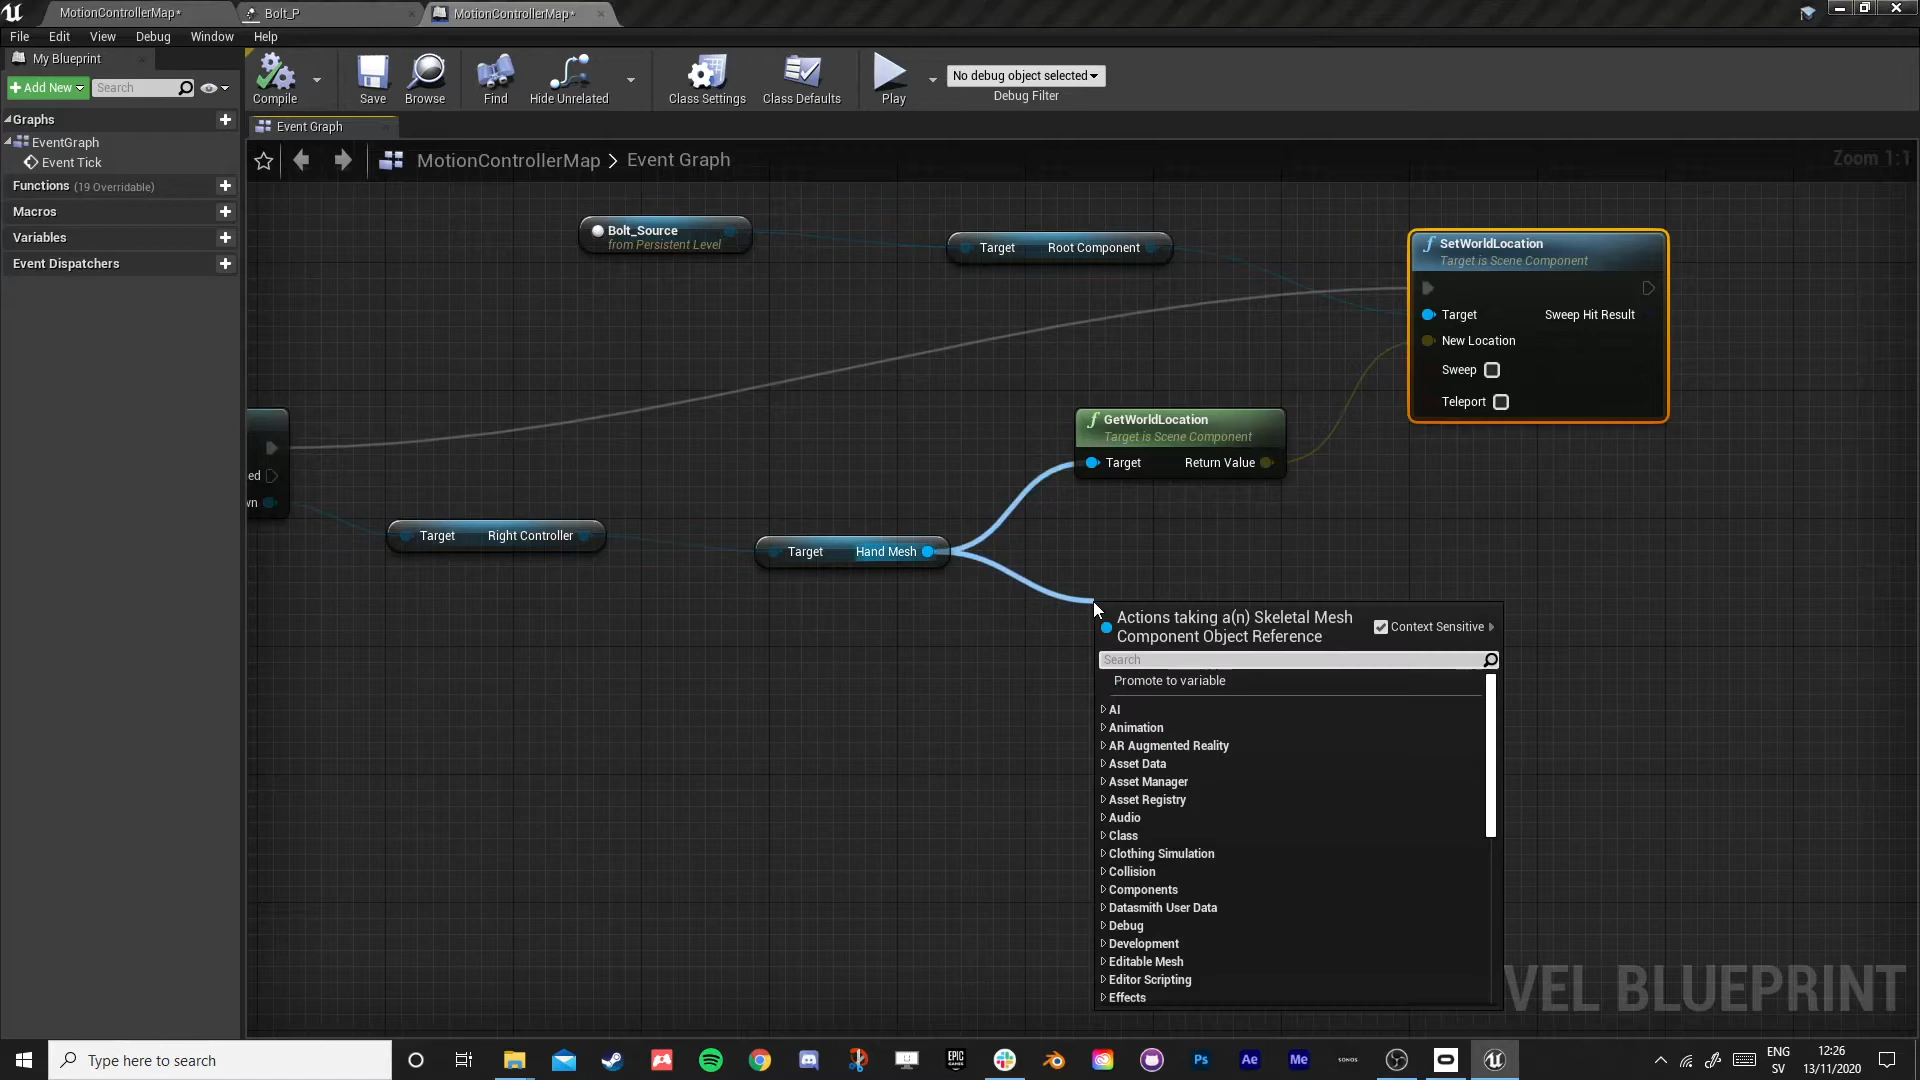 MotionControllerMap*
Bolt_P
MotionControllerMap*
File
Edit
View
Debug
Window
Help
My Blueprint
Add New
Search
Compile
Save
Browse
Find
Hide Unrelated
Class Settings
Class Defaults
Play
No debug object selected
Debug Filter
Graphs
EventGraph
Event Tick
Functions (19 Overridable)
Macros
Variables
Event Dispatchers
Event Graph
MotionControllerMap > Event Graph
Zoom 1:1
Bolt_Source
from Persistent Level
Target Root Component
SetWorldLocation
Target is Scene Component
Target Sweep Hit Result
New Location
Sweep
Teleport
GetWorldLocation
Target is Scene Component
Target Return Value
ed
vn
Target Right Controller
Target Hand Mesh
Actions taking a(n) Skeletal Mesh
Component Object Reference
Context Sensitive
Search
Promote to variable
AI
Animation
AR Augmented Reality
Asset Data
Asset Manager
Asset Registry
Audio
Class
Clothing Simulation
Collision
Components
Datasmith User Data
Debug
Development
Editable Mesh
Editor Scripting
Effects
VEL BLUEPRINT
Type here to search
EPIC
GAMES
Ps
Ae
Me
SONOS
ENG
SV
12:26
13/11/2020